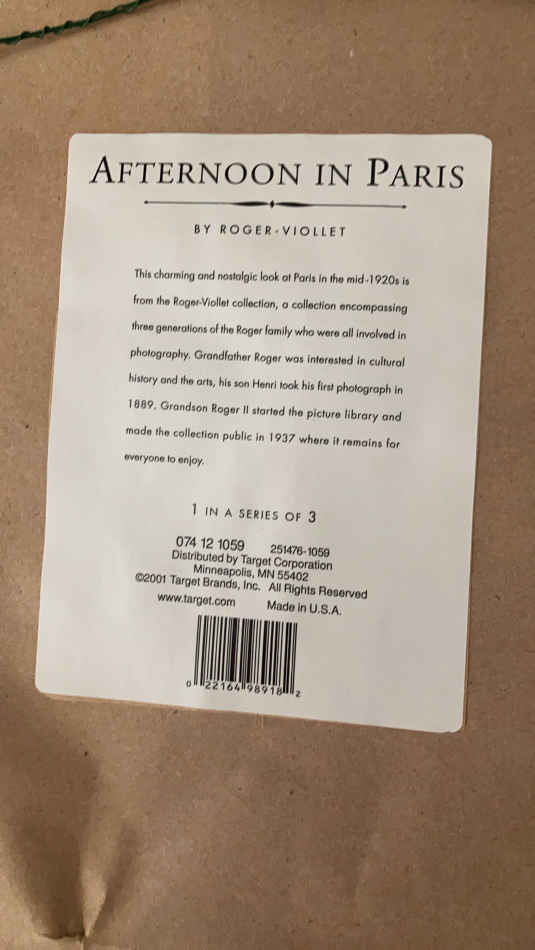 AFTERNOON IN PARIS
BY ROGER-VIOLLET
This charming and nostalgic look at Paris in the mid-1920s is
from the Roger-Viollet collection, a collection encompassing
three generations of the Roger family who were all involved in
photography. Grandfather Roger was interested in cultural
history and the arts, his son Henri took his first photograph in
1889. Grandson Roger II started the picture library and
made the collection public in 1937 where it remains for
everyone to enjoy.
1 IN A SERIES OF 3
074 12 1059 251476-1059
Distributed by Target Corporation
Minneapolis, MN 55402
©2001 Target Brands, Inc. All Rights Reserved
www.target.com Made in U.S.A.
0 22164 98918 2